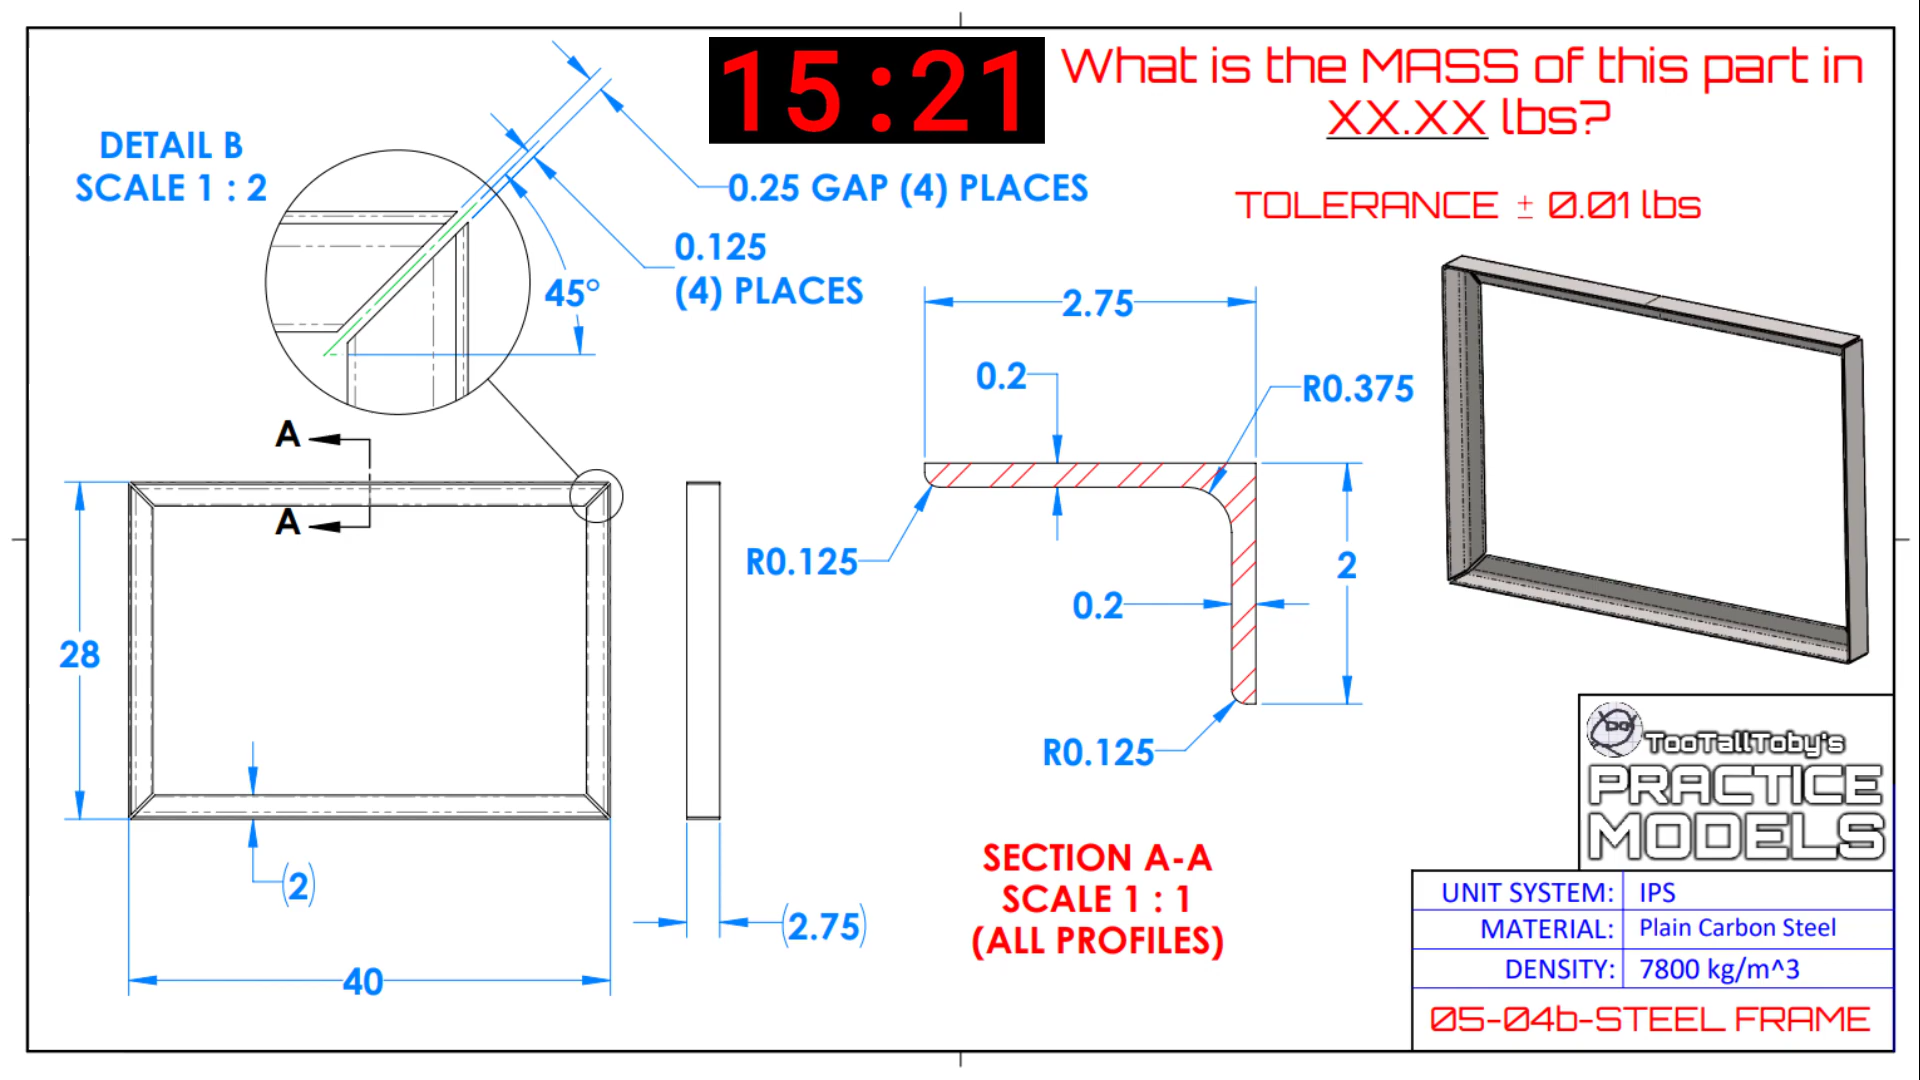 15:21
What is the MASS of this part in
XX.XX lbs?
TOLERANCE ± 0.01 lbs
DETAIL B
SCALE 1 : 2
0.25 GAP (4) PLACES
0.125
(4) PLACES
45°
2.75
0.2
R0.375
A
A
R0.125
2
0.2
28
R0.125
(2)
(2.75)
40
SECTION A-A
SCALE 1 : 1
(ALL PROFILES)
TooTallToby's
PRACTICE
MODELS
UNIT SYSTEM: IPS
MATERIAL: Plain Carbon Steel
DENSITY: 7800 kg/m^3
05-04b-STEEL FRAME